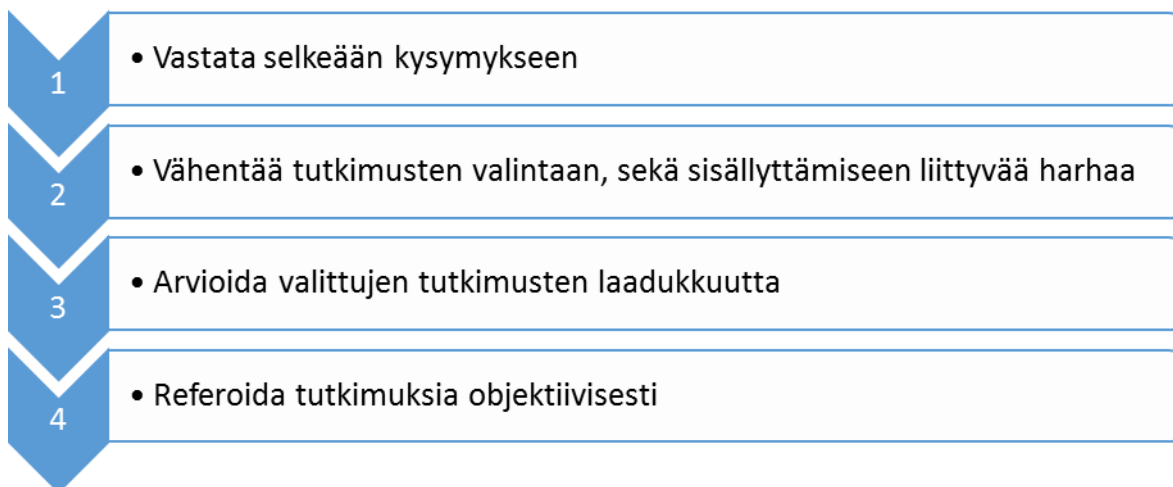 1
• Vastata selkeään kysymykseen
2
• Vähentää tutkimusten valintaan, sekä sisällyttämiseen liittyvää harhaa
3
• Arvioida valittujen tutkimusten laadukkuutta
4
• Referoida tutkimuksia objektiivisesti